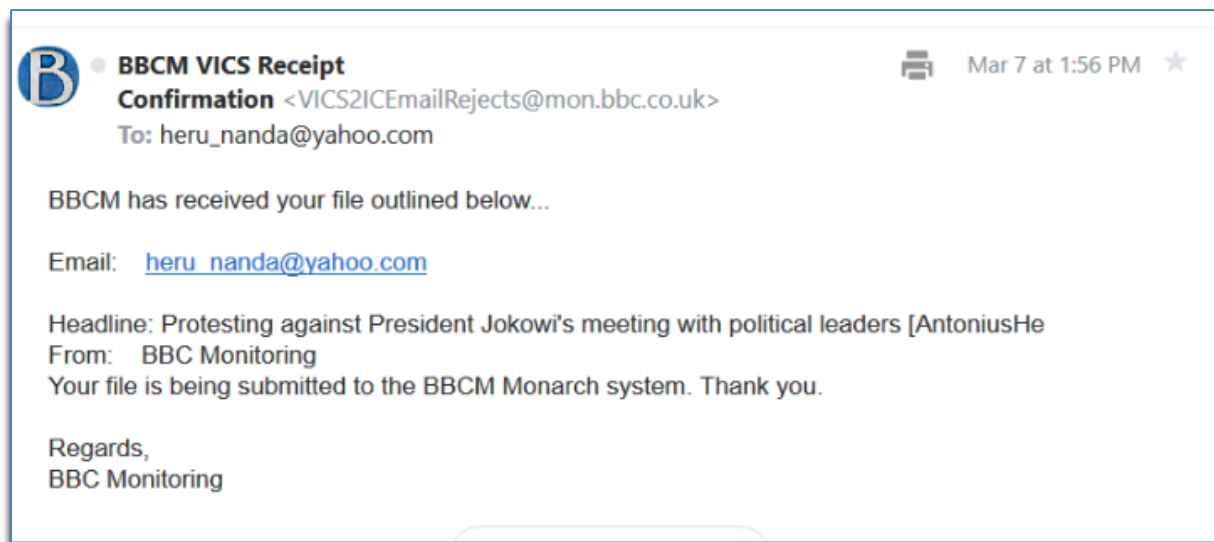 B
BBCM VICS Receipt
Mar 7 at 1:56 PM
Confirmation <VICS2ICEmailRejects@mon.bbc.co.uk>
To: heru_nanda@yahoo.com
BBCM has received your file outlined below...
Email: heru_nanda@yahoo.com
Headline: Protesting against President Jokowi's meeting with political leaders [AntoniusHe
From: BBC Monitoring
Your file is being submitted to the BBCM Monarch system. Thank you.
Regards,
BBC Monitoring